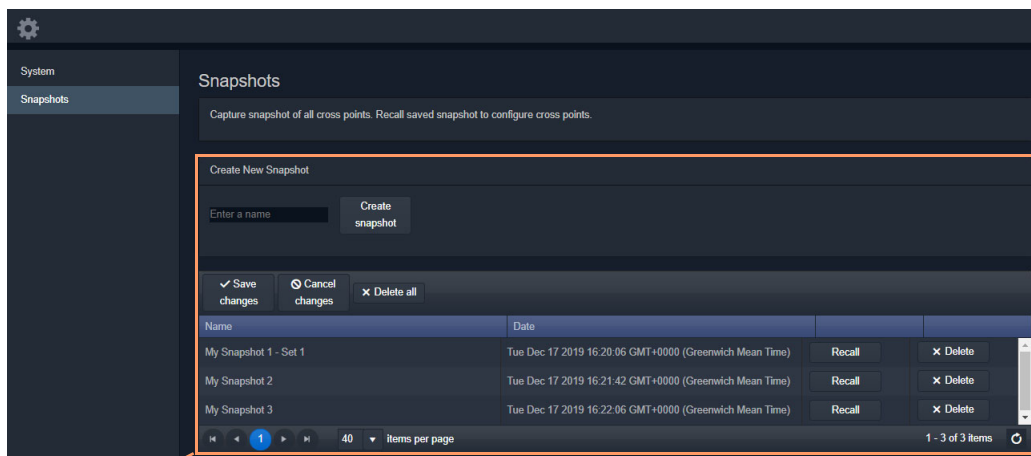 System
Snapshots
Snapshots
Capture snapshot of all cross points. Recall saved snapshot to configure cross points.
Create New Snapshot
Enter a name
Create
snapshot
Save
changes
Cancel
changes
Delete all
Name Date
My Snapshot 1 - Set 1 Tue Dec 17 2019 16:20:06 GMT+0000 (Greenwich Mean Time) Recall Delete
My Snapshot 2 Tue Dec 17 2019 16:21:42 GMT+0000 (Greenwich Mean Time) Recall Delete
My Snapshot 3 Tue Dec 17 2019 16:22:06 GMT+0000 (Greenwich Mean Time) Recall Delete
1 40 items per page 1 - 3 of 3 items